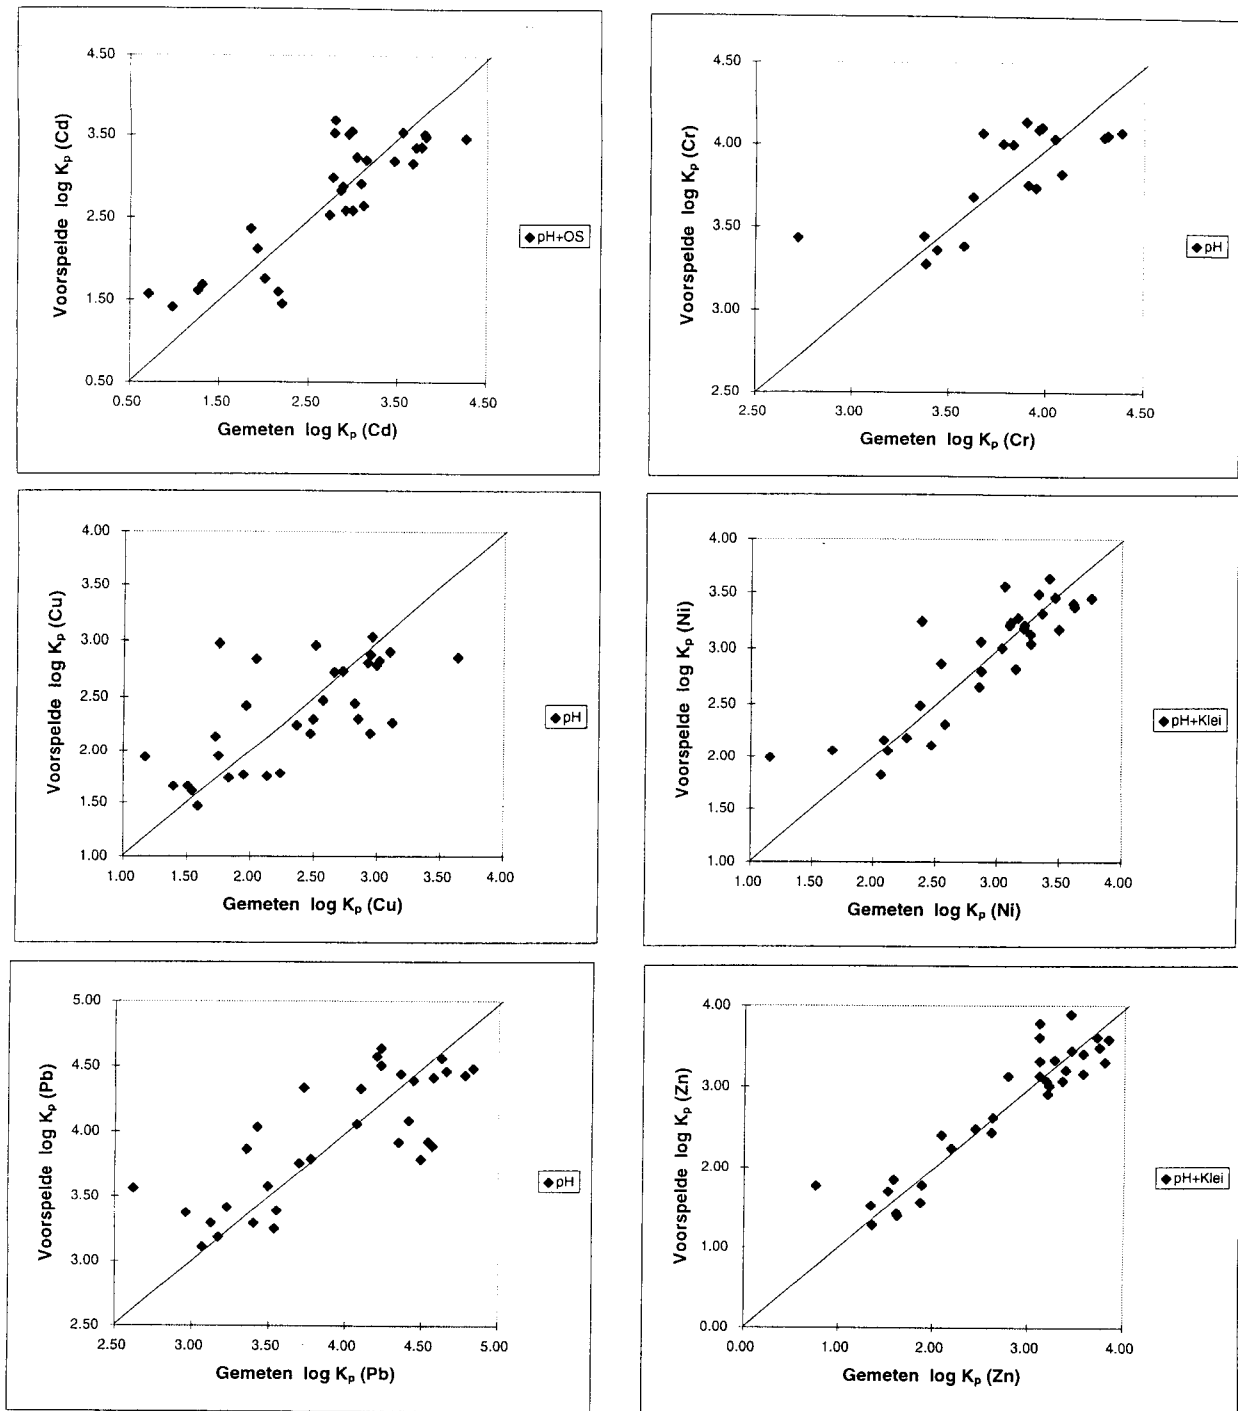 4.50
3.50
2.50
1.50
0.50
Voorspelde log Kp (Cd)
0.50 1.50 2.50 3.50 4.50
Gemeten log Kp (Cd)
pH+OS
4.50
4.00
3.50
3.00
2.50
Voorspelde log Kp (Cr)
2.50 3.00 3.50 4.00 4.50
Gemeten log Kp (Cr)
pH
4.00
3.50
3.00
2.50
2.00
1.50
1.00
Voorspelde log Kp (Cu)
1.00 1.50 2.00 2.50 3.00 3.50 4.00
Gemeten log Kp (Cu)
pH
4.00
3.50
3.00
2.50
2.00
1.50
1.00
Voorspelde log Kp (Ni)
1.00 1.50 2.00 2.50 3.00 3.50 4.00
Gemeten log Kp (Ni)
pH+Klei
5.00
4.50
4.00
3.50
3.00
2.50
Voorspelde log Kp (Pb)
2.50 3.00 3.50 4.00 4.50 5.00
Gemeten log Kp (Pb)
pH
4.00
3.00
2.00
1.00
0.00
Voorspelde log Kp (Zn)
0.00 1.00 2.00 3.00 4.00
Gemeten log Kp (Zn)
pH+Klei